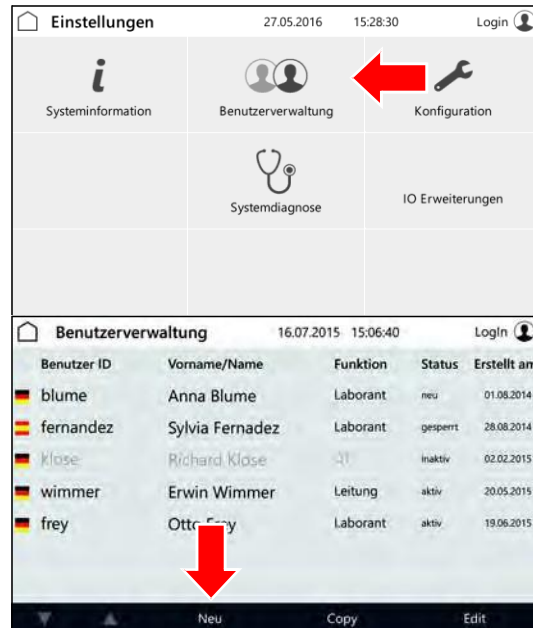 Einstellungen 27.05.2016 15:28:30 Login
Systeminformation Benutzerverwaltung Konfiguration
Systemdiagnose IO Erweiterungen
Benutzerverwaltung 16.07.2015 15:06:40 LogIn
Benutzer ID Vorname/Name Funktion Status Erstellt am
blume Anna Blume Laborant neu 01.08.2014
fernandez Sylvia Fernadez Laborant gesperrt 28.08.2014
klose Richard Klose inaktiv 02.02.2015
wimmer Erwin Wimmer Leitung aktiv 20.05.2015
frey Otto Frey Laborant aktiv 19.06.2015
Neu Copy Edit